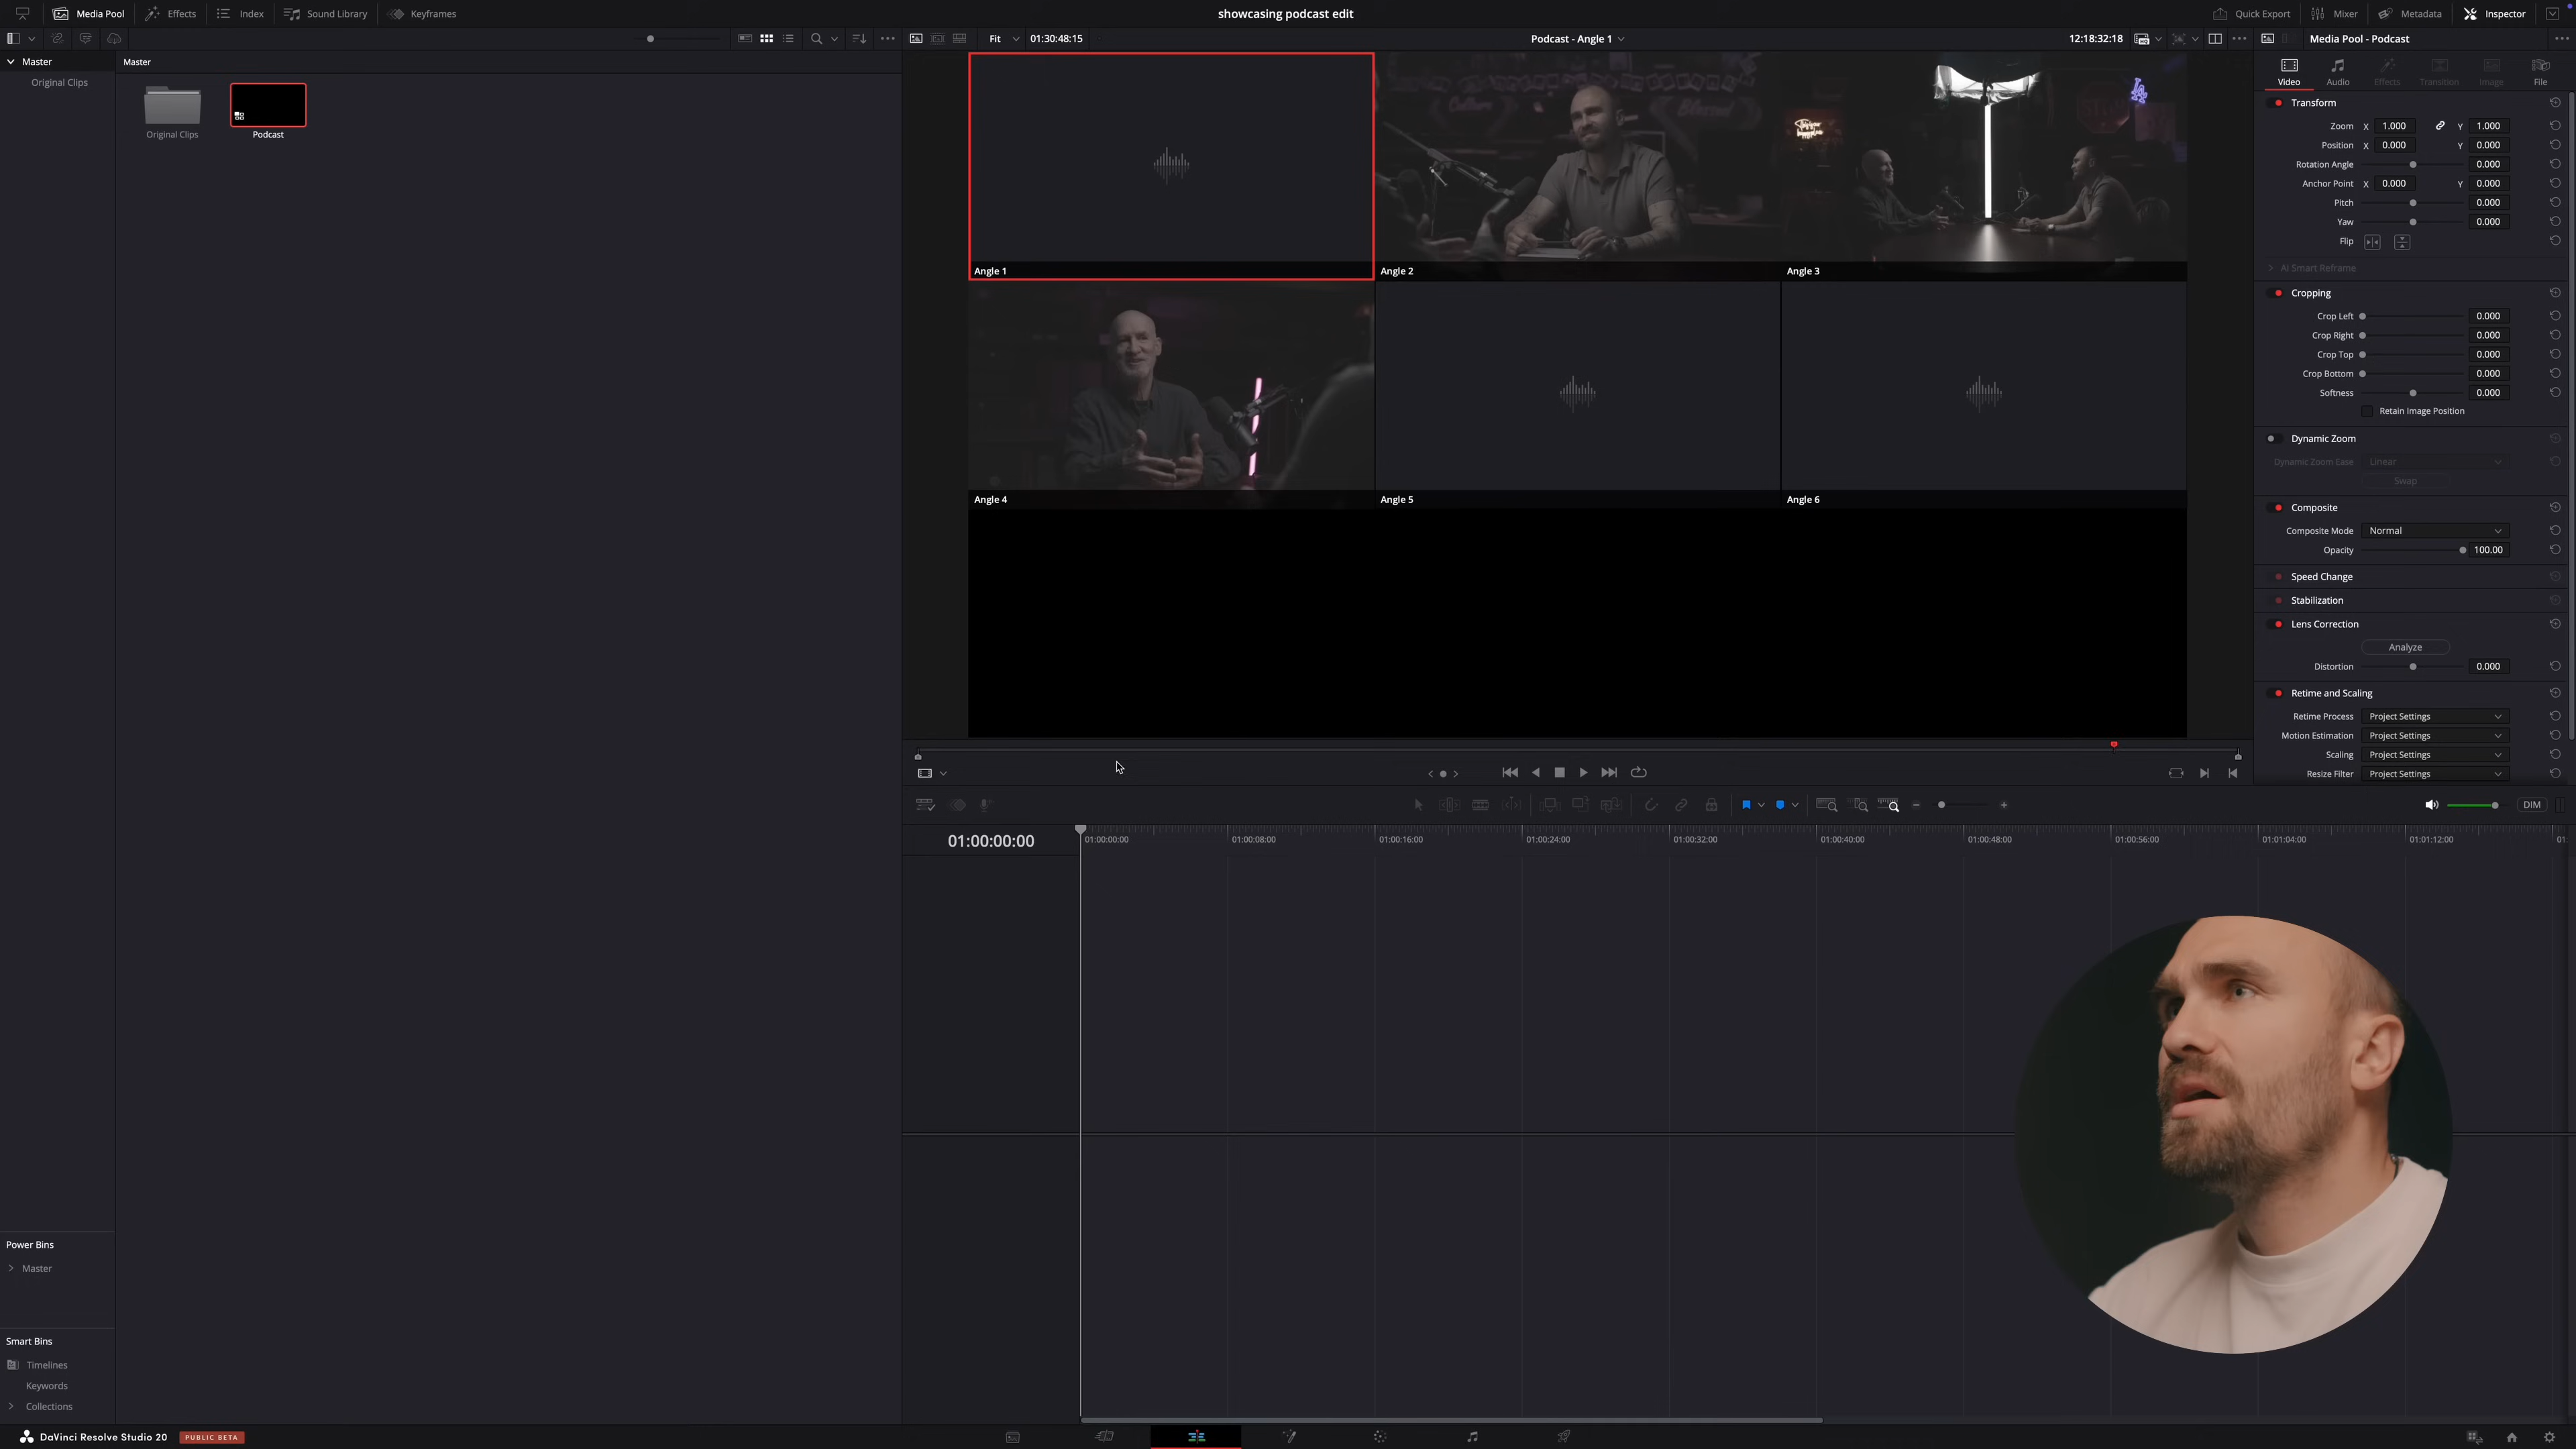 Media Pool Effects Index Sound Library Keyframes showcasing podcast edit Quick Export Mixer Metadata Inspector
Fit 01:30:48:15 Podcast - Angle 1 12:18:32:18 Media Pool - Podcast
Master
Original Clips
Master
Original Clips
Podcast
Angle 1
Angle 2
Angle 3
Angle 4
Angle 5
Angle 6
Video Audio Effects Transition Image File
Transform
Zoom X 1.000 Y 1.000
Position X 0.000 Y 0.000
Rotation Angle 0.000
Anchor Point X 0.000 Y 0.000
Pitch 0.000
Yaw 0.000
Flip
AI Smart Reframe
Cropping
Crop Left 0.000
Crop Right 0.000
Crop Top 0.000
Crop Bottom 0.000
Softness 0.000
Retain Image Position
Dynamic Zoom
Dynamic Zoom Ease Linear
Swap
Composite
Composite Mode Normal
Opacity 100.00
Speed Change
Stabilization
Lens Correction
Analyze
Distortion 0.000
Retime and Scaling
Retime Process Project Settings
Motion Estimation Project Settings
Scaling Project Settings
Resize Filter Project Settings
DIM
01:00:00:00
01:00:00:00 01:00:08:00 01:00:16:00 01:00:24:00 01:00:32:00 01:00:40:00 01:00:48:00 01:00:56:00 01:01:04:00 01:01:12:00
Power Bins
Master
Smart Bins
Timelines
Keywords
Collections
DaVinci Resolve Studio 20 PUBLIC BETA